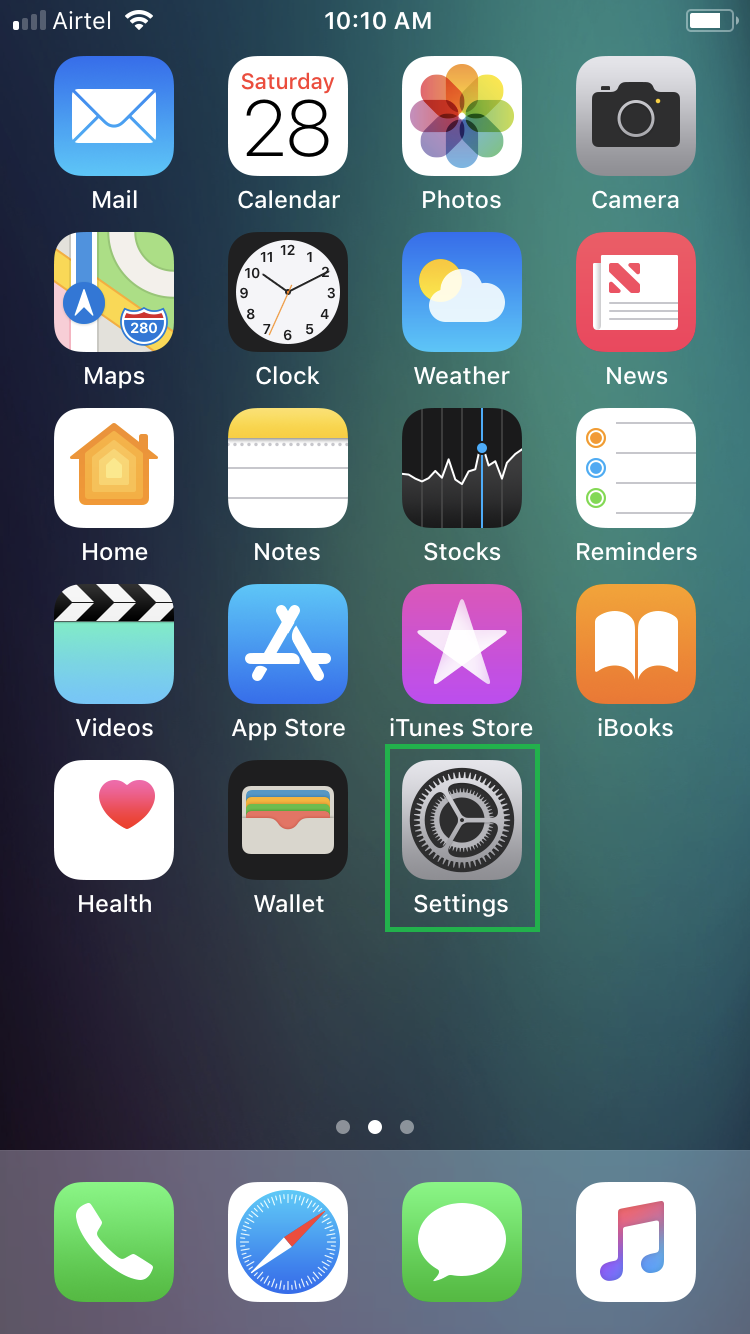 Airtel 10:10 AM
Saturday
28
Mail Calendar Photos Camera
280
12
11 1
10 2
9 3
8 4
7 5
6
Maps Clock Weather News
Home Notes Stocks Reminders
Videos App Store iTunes Store iBooks
Health Wallet Settings